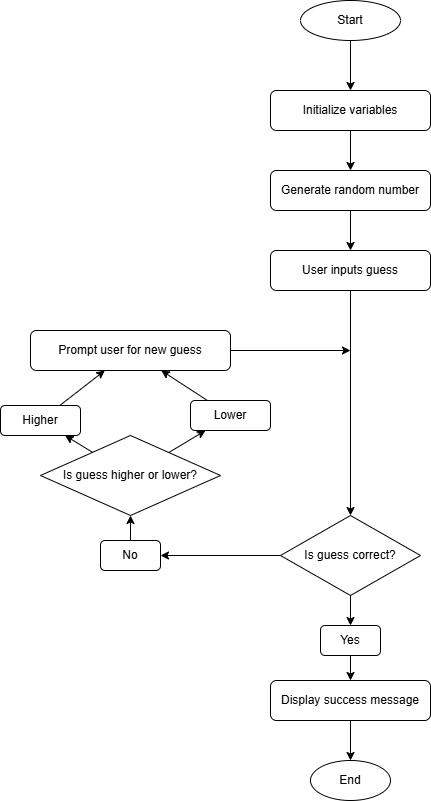 Start
Initialize variables
Generate random number
User inputs guess
Prompt user for new guess
Higher
Lower
Is guess higher or lower?
No
Is guess correct?
Yes
Display success message
End